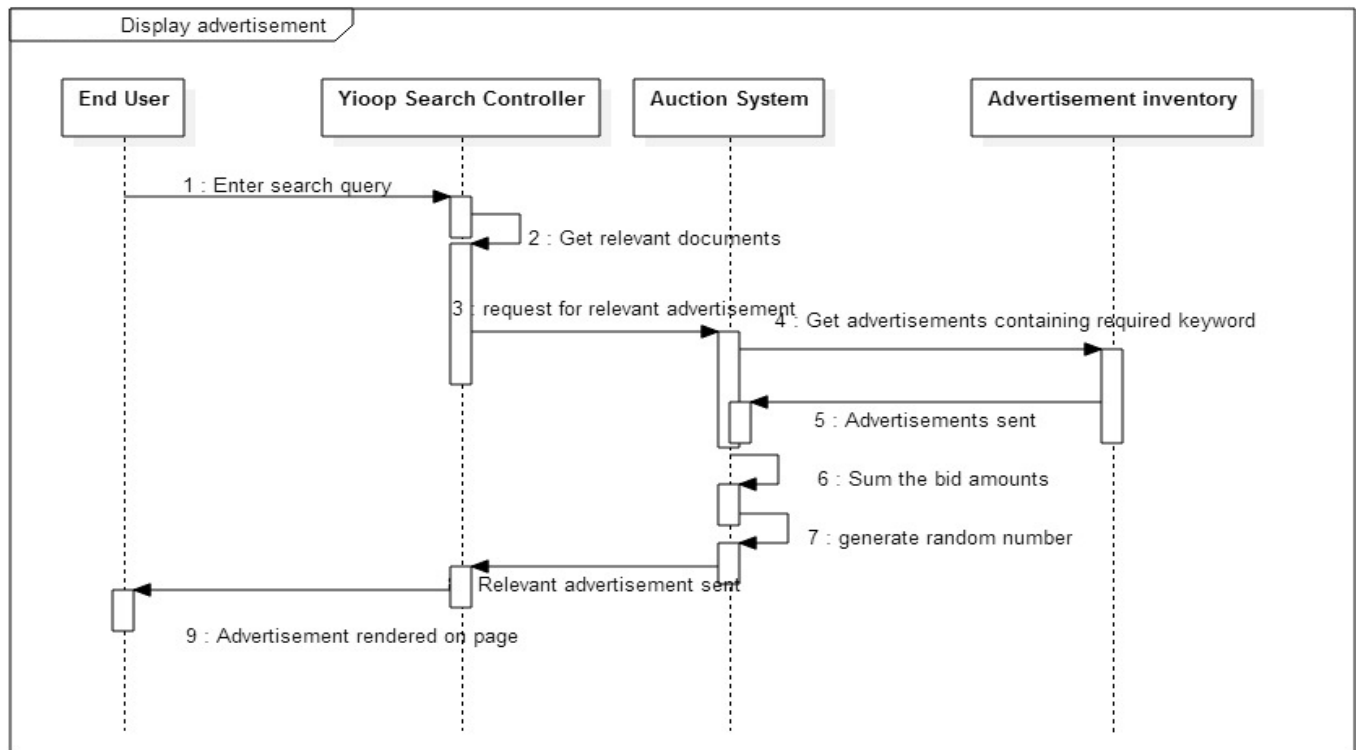 Display advertisement
End User
Yioop Search Controller
Auction System
Advertisement inventory
1 : Enter search query
2 : Get relevant documents
3 : request for relevant advertisement
4 : Get advertisements containing required keyword
5 : Advertisements sent
6 : Sum the bid amounts
7 : generate random number
Relevant advertisement sent
9 : Advertisement rendered on page